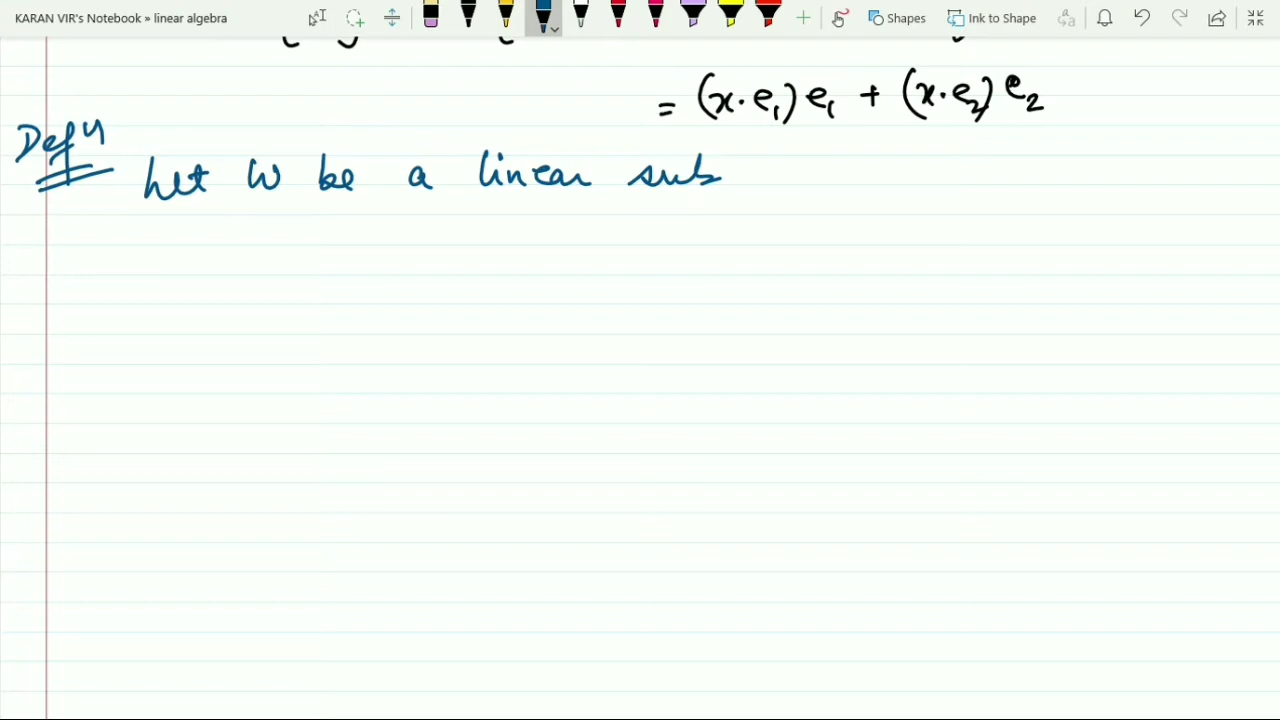 KARAN VIR's Notebook » linear algebra
Shapes
Ink to Shape
= (x·e₁)e₁ + (x·e₂)e₂
Defⁿ
Let W be a linear sub